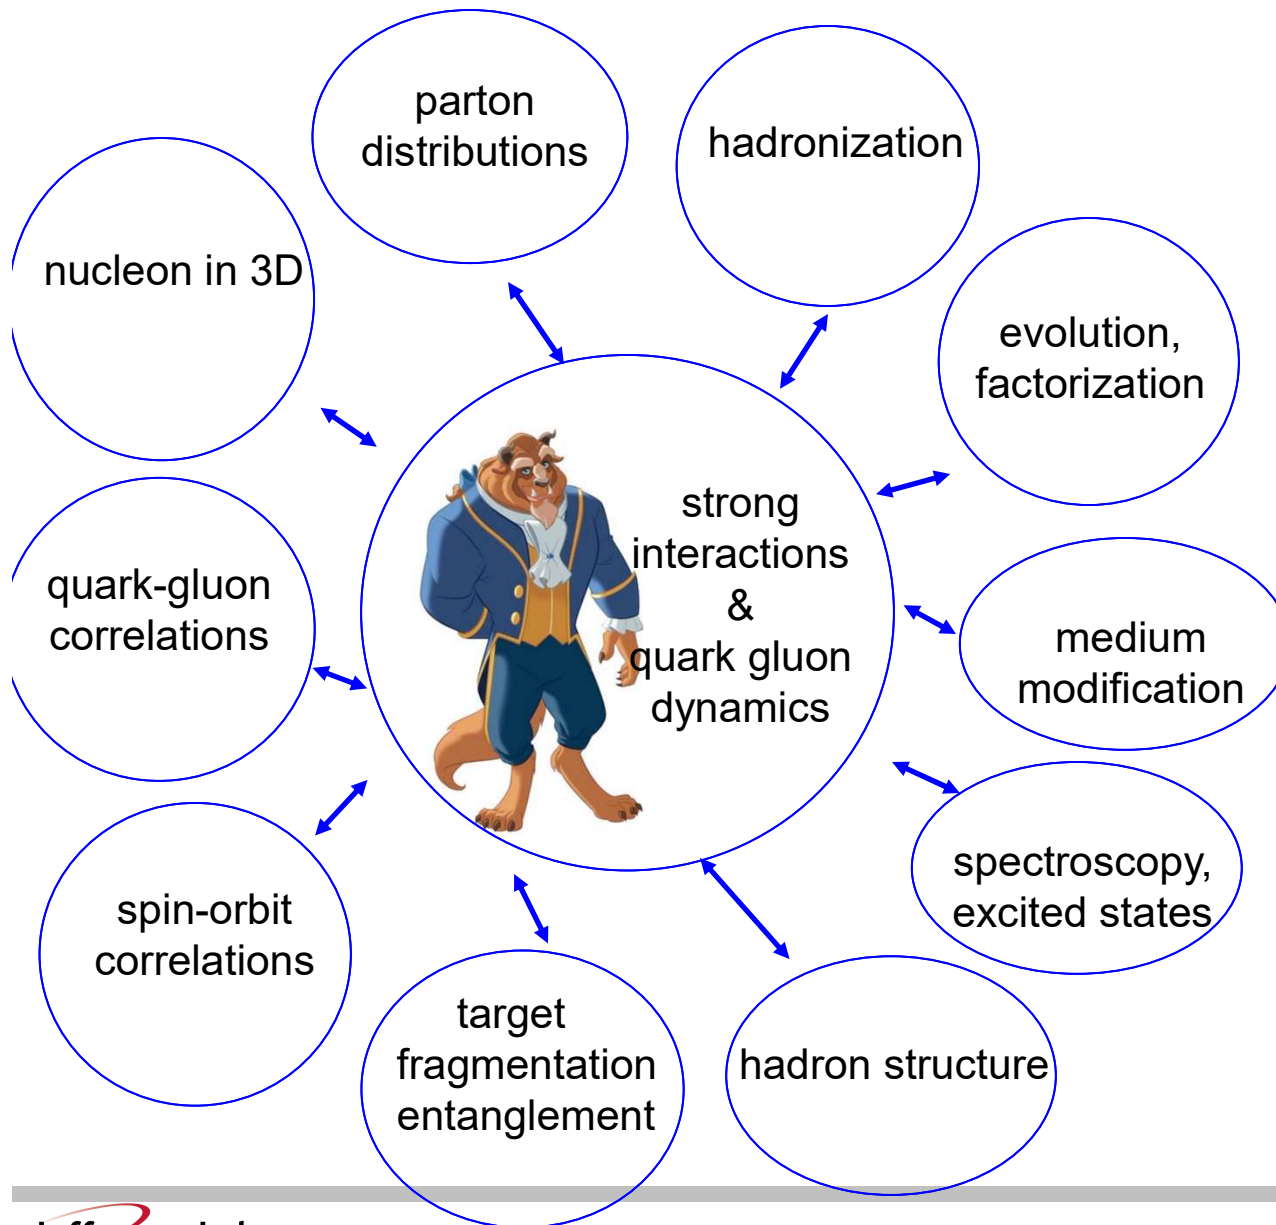 parton
distributions
hadronization
nucleon in 3D
evolution,
factorization
strong
interactions
&
quark gluon
dynamics
quark-gluon
correlations
medium
modification
spectroscopy,
excited states
spin-orbit
correlations
target
fragmentation
entanglement
hadron structure